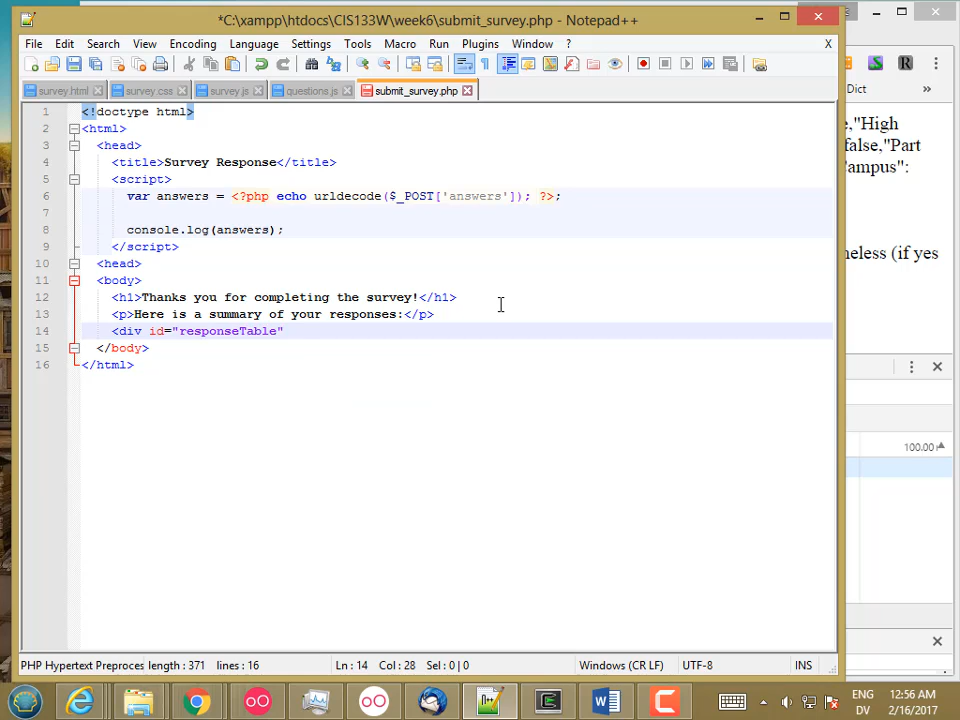 *C:\xampp\htdocs\CIS133W\week6\submit_survey.php - Notepad++
File Edit Search View Encoding Language Settings Tools Macro Run Plugins Window ? X
survey.html survey.css survey.js questions.js submit_survey.php
1 <!doctype html>
2 <html>
3 <head>
4 <title>Survey Response</title>
5 <script>
6 var answers = <?php echo urldecode($_POST['answers']); ?>;
7
8 console.log(answers);
9 </script>
10 <head>
11 <body>
12 <h1>Thanks you for completing the survey!</h1>
13 <p>Here is a summary of your responses:</p>
14 <div id="responseTable"
15 </body>
16 </html>
Dict »
e,"High
false,"Part
Campus":
neless (if yes
100.00
PHP Hypertext Preproces length : 371 lines : 16 Ln : 14 Col : 28 Sel : 0 | 0 Windows (CR LF) UTF-8 INS
ENG
DV
12:56 AM
2/16/2017